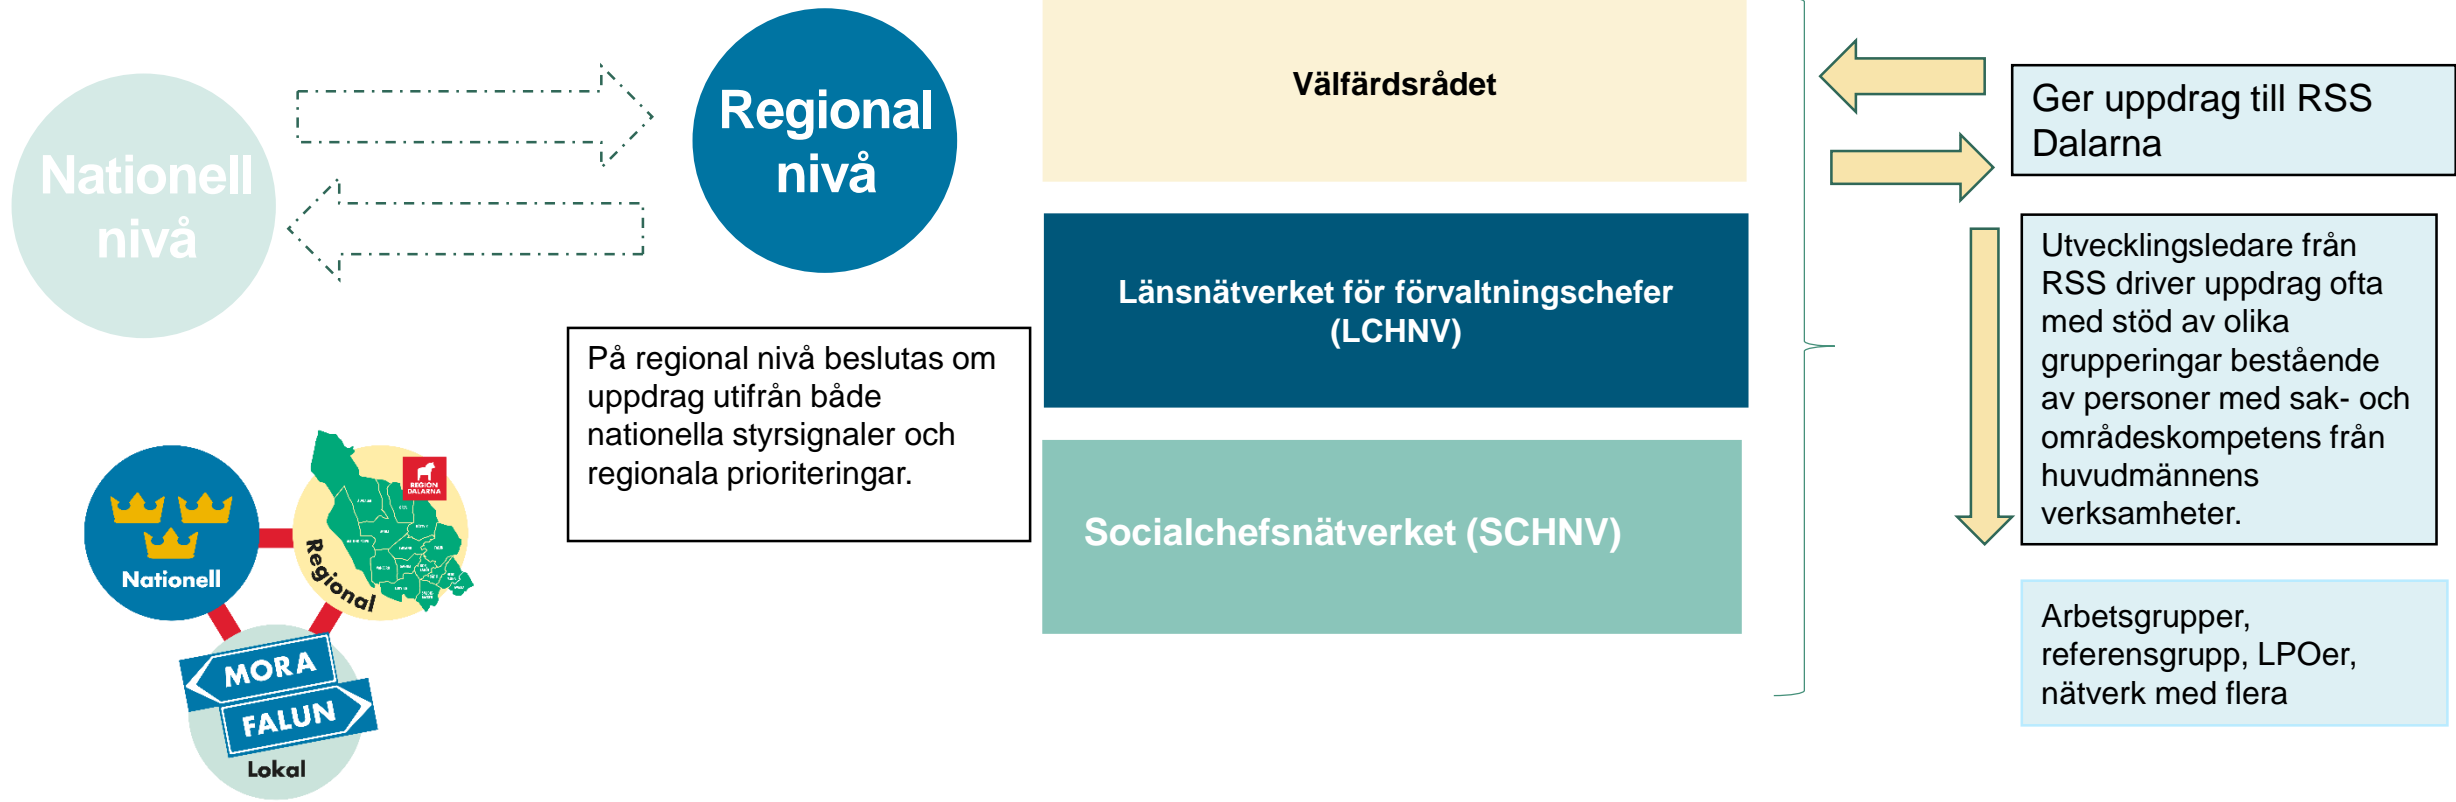 Nationell
nivå
Regional
nivå
På regional nivå beslutas om
uppdrag utifrån både
nationella styrsignaler och
regionala prioriteringar.
Nationell
REGION
DALARNA
Regional
MORA
FALUN
Lokal
Välfärdsrådet
Länsnätverket för förvaltningschefer
(LCHNV)
Socialchefsnätverket (SCHNV)
Ger uppdrag till RSS
Dalarna
Utvecklingsledare från
RSS driver uppdrag ofta
med stöd av olika
grupperingar bestående
av personer med sak- och
områdeskompetens från
huvudmännens
verksamheter.
Arbetsgrupper,
referensgrupp, LPOer,
nätverk med flera